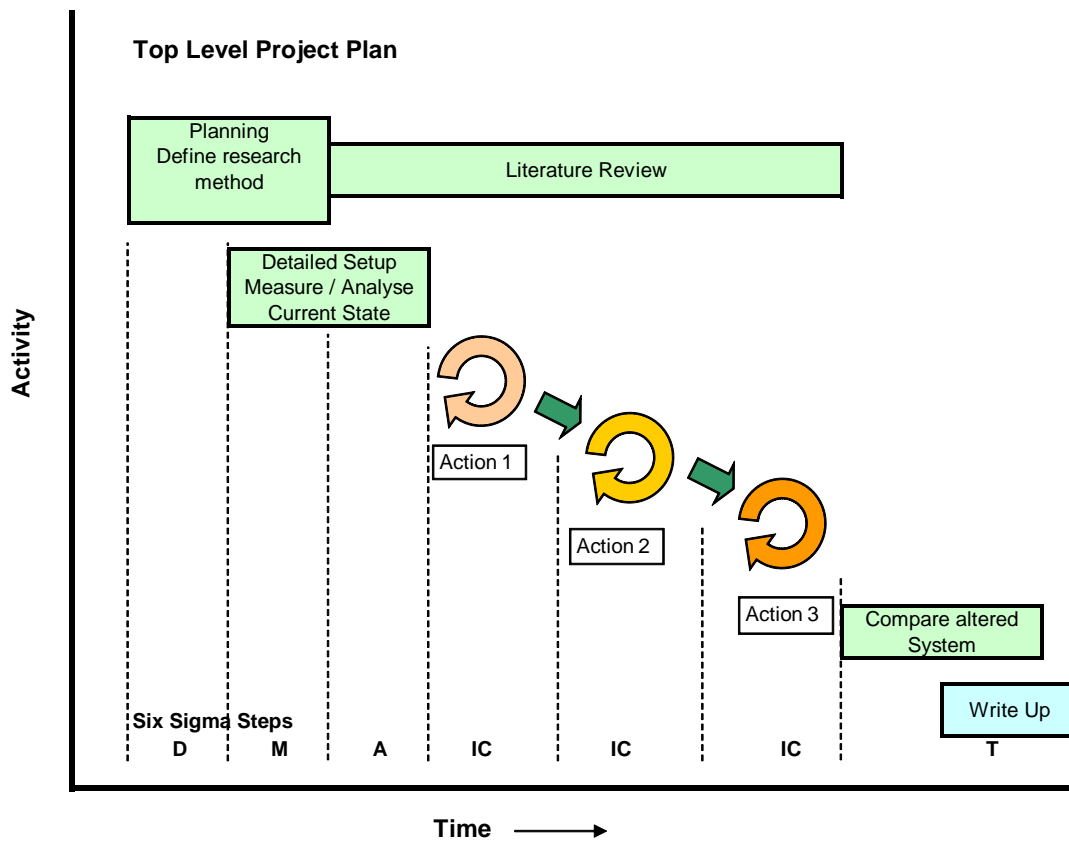 Top Level Project Plan
Planning
Define research
method
Literature Review
Detailed Setup
Measure / Analyse
Current State
Activity
Action 1
Action 2
Action 3
Compare altered
System
Write Up
Six Sigma Steps
D M A IC IC IC T
Time